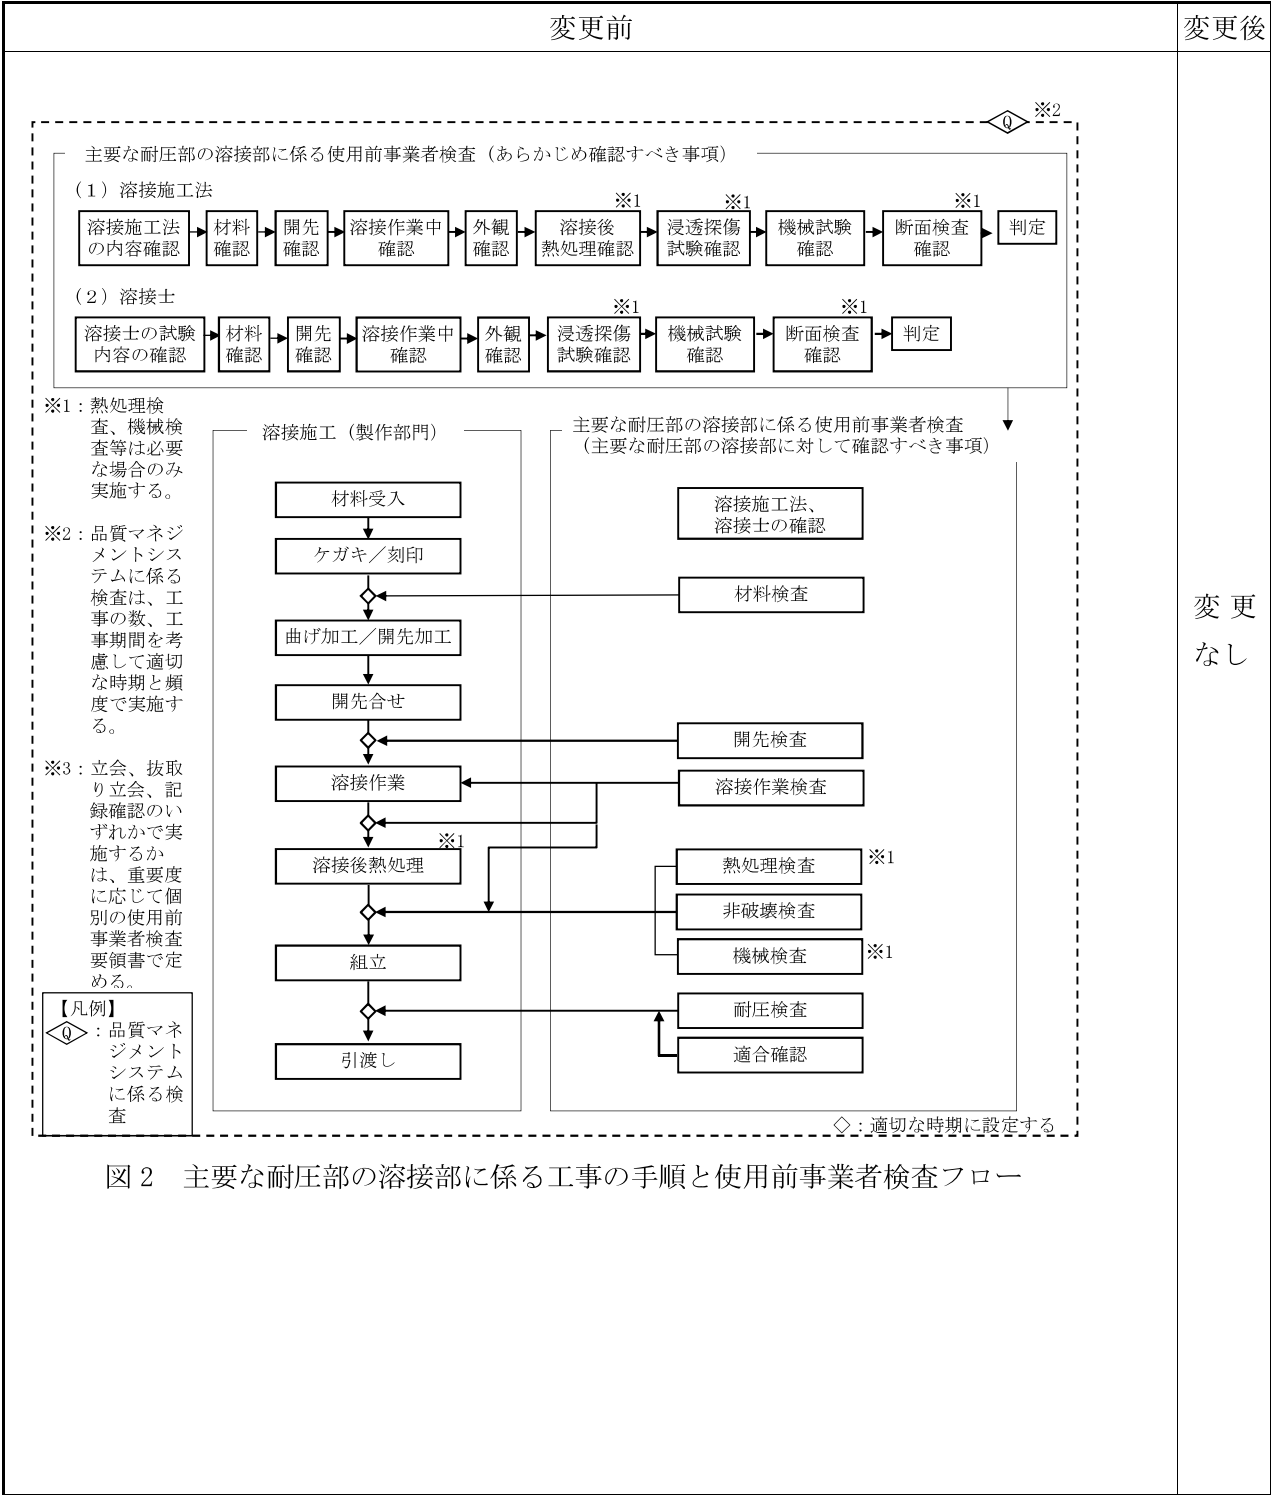 変更前
変更後
Q
※2
主要な耐圧部の溶接部に係る使用前事業者検査（あらかじめ確認すべき事項）
（１）溶接施工法
※1
※1
※1
溶接施工法
の内容確認
材料
確認
開先
確認
溶接作業中
確認
外観
確認
溶接後
熱処理確認
浸透探傷
試験確認
機械試験
確認
断面検査
確認
判定
（２）溶接士
※1
※1
溶接士の試験
内容の確認
材料
確認
開先
確認
溶接作業中
確認
外観
確認
浸透探傷
試験確認
機械試験
確認
断面検査
確認
判定
※1：熱処理検
査、機械検
査等は必要
な場合のみ
実施する。
※2：品質マネジ
メントシス
テムに係る
検査は、工
事の数、工
事期間を考
慮して適切
な時期と頻
度で実施す
る。
※3：立会、抜取
り立会、記
録確認のい
ずれかで実
施するか
は、重要度
に応じて個
別の使用前
事業者検査
要領書で定
める。
【凡例】
Q：品質マネ
ジメント
システム
に係る検
査
溶接施工（製作部門）
材料受入
ケガキ／刻印
曲げ加工／開先加工
開先合せ
溶接作業
※1
溶接後熱処理
組立
引渡し
主要な耐圧部の溶接部に係る使用前事業者検査
（主要な耐圧部の溶接部に対して確認すべき事項）
溶接施工法、
溶接士の確認
材料検査
開先検査
溶接作業検査
熱処理検査 ※1
非破壊検査
機械検査 ※1
耐圧検査
適合確認
◇：適切な時期に設定する
図２　主要な耐圧部の溶接部に係る工事の手順と使用前事業者検査フロー
変更
なし